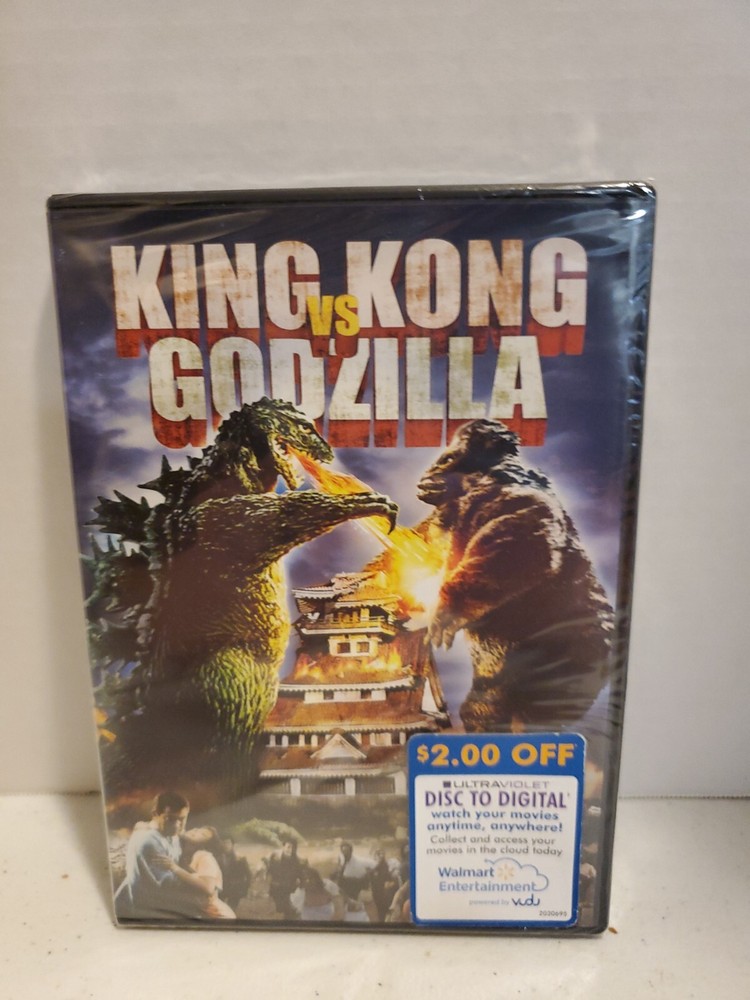 KING VS KONG
GODZILLA
$2.00 OFF
ULTRAVIOLET
DISC TO DIGITAL*
watch your movies
anytime, anywhere!
Collect and access your
movies in the cloud today
Walmart
Entertainment
powered by VUDU
2020695